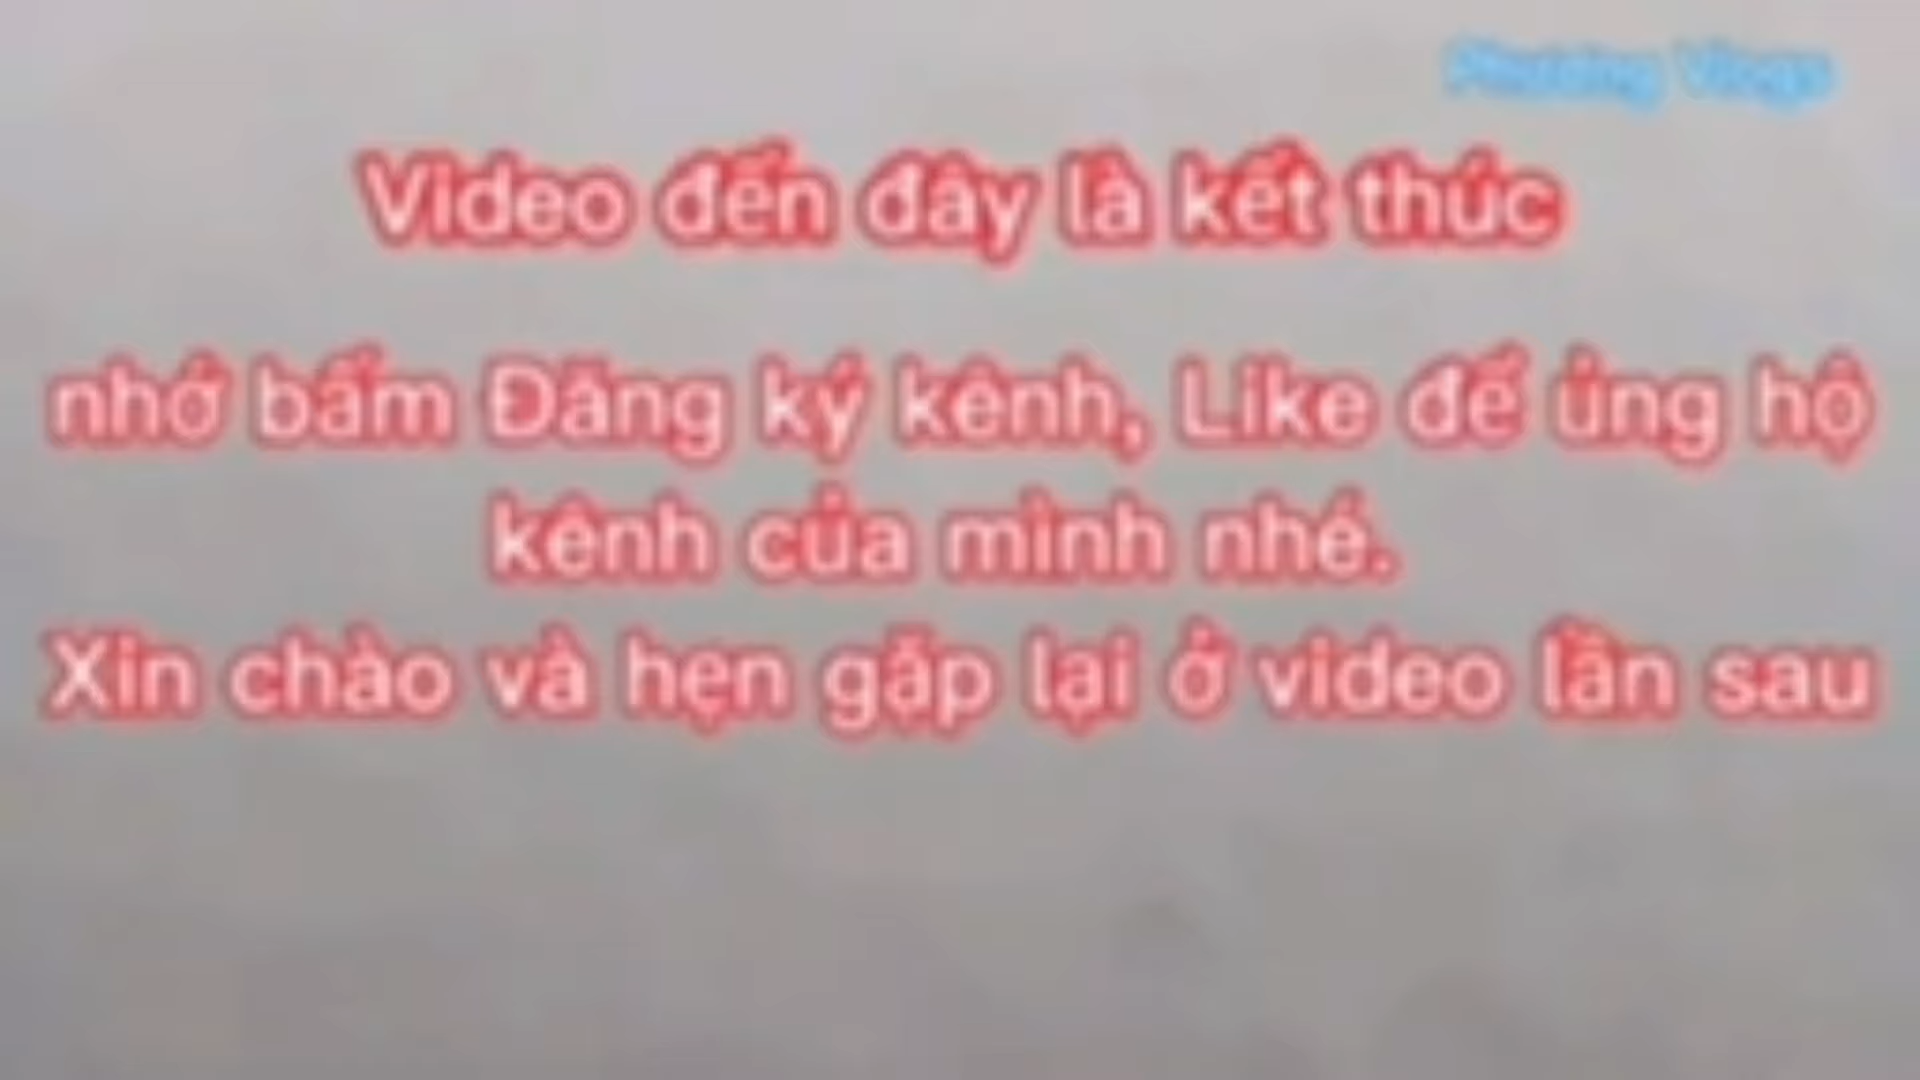 Video đến đây là kết thúc
nhớ bấm Đăng ký kênh, Like để ủng hộ
kênh của mình nhé.
Xin chào và hẹn gặp lại ở video lần sau